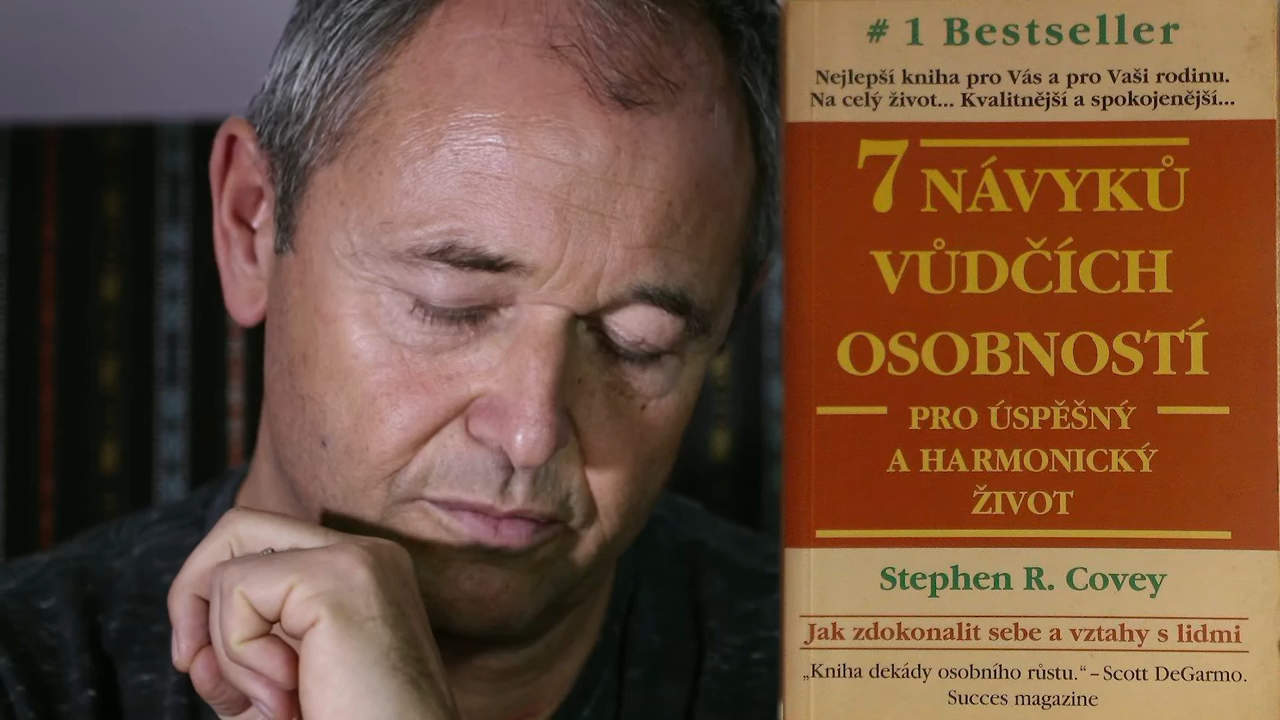 # 1 Bestseller
Nejlepší kniha pro Vás a pro Vaši rodinu.
Na celý život... Kvalitnější a spokojenější...
7 NÁVYKŮ
VŮDČÍCH
OSOBNOSTÍ
PRO ÚSPĚŠNÝ
A HARMONICKÝ
ŽIVOT
Stephen R. Covey
Jak zdokonalit sebe a vztahy s lidmi
„Kniha dekády osobního růstu.“ – Scott DeGarmo.
Succes magazine